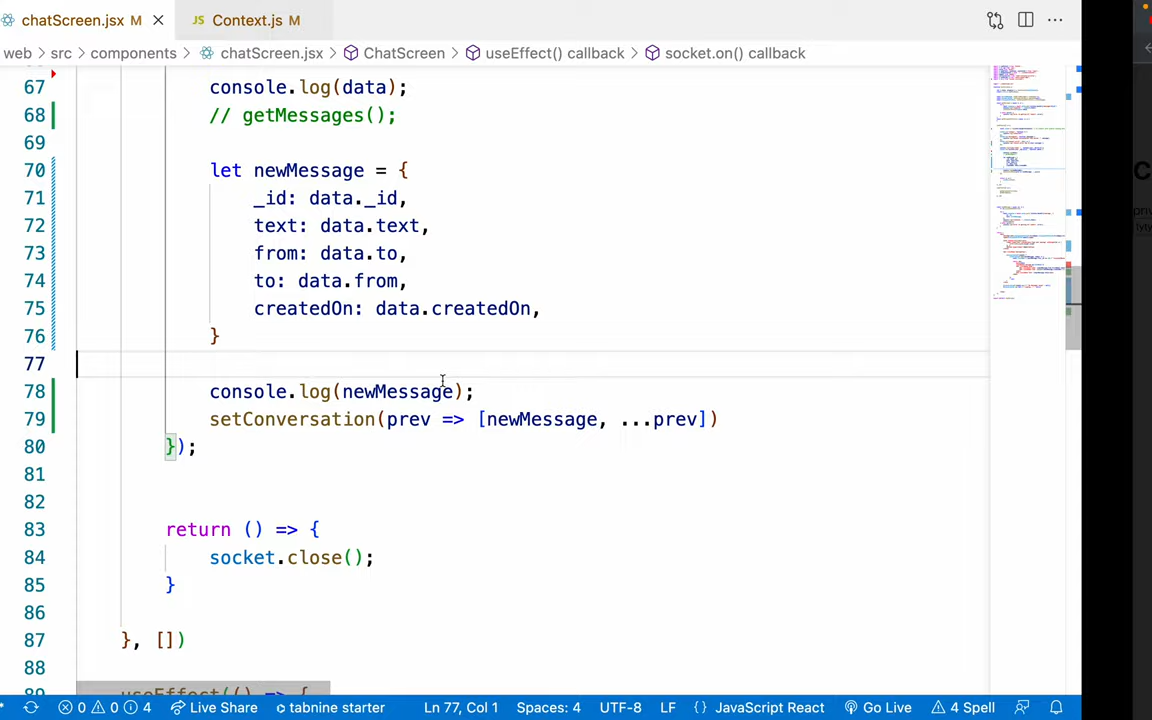 chatScreen.jsx M × JS Context.js M ...
web > src > components > chatScreen.jsx > ChatScreen > useEffect() callback > socket.on() callback
67 console.log(data);
68 // getMessages();
69
70 let newMessage = {
71 _id: data._id,
72 text: data.text,
73 from: data.to,
74 to: data.from,
75 createdOn: data.createdOn,
76 }
77
78 console.log(newMessage);
79 setConversation(prev => [newMessage, ...prev])
80 });
81
82
83 return () => {
84 socket.close();
85 }
86
87 }, [])
88
useEffect(() => {
0 0 4 Live Share tabnine starter Ln 77, Col 1 Spaces: 4 UTF-8 LF {} JavaScript React Go Live 4 Spell